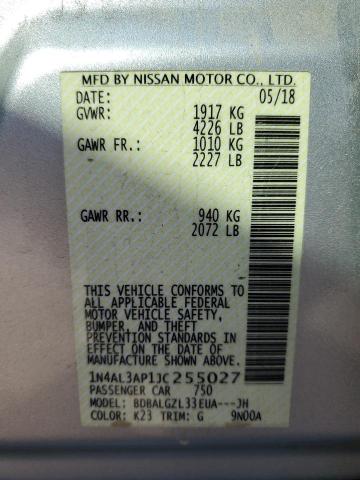 MFD BY NISSAN MOTOR CO., LTD.
DATE: 05/18
GVWR: 1917 KG
4226 LB
GAWR FR: 1010 KG
2227 LB
GAWR RR.: 940 KG
2072 LB
THIS VEHICLE CONFORMS TO
ALL APPLICABLE FEDERAL
MOTOR VEHICLE SAFETY,
BUMPER, AND THEFT
PREVENTION STANDARDS IN
EFFECT ON THE DATE OF
MANUFACTURE SHOWN ABOVE.
1N4AL3AP1JC255027
PASSENGER CAR 750
MODEL: BDBALGZL33EUA---JH
COLOR: K23 TRIM: G 9N00A